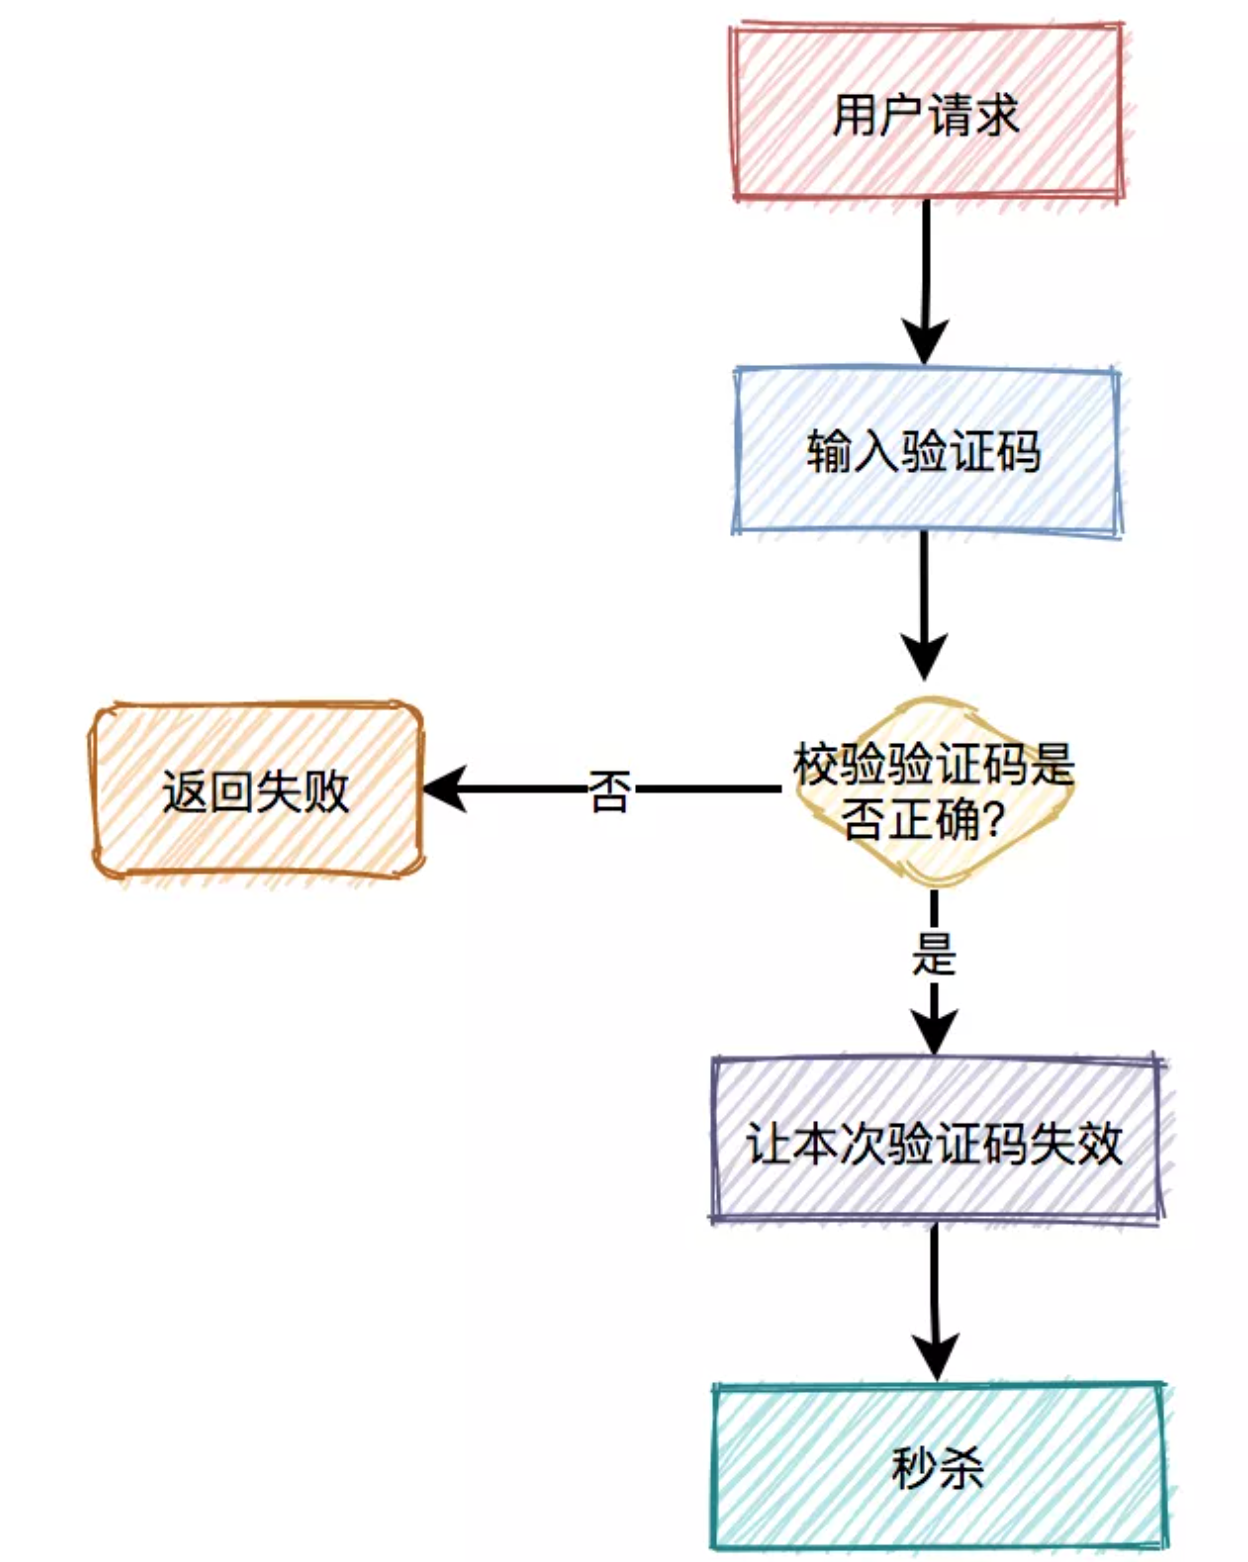 用户请求
输入验证码
校验验证码是
否正确?
否
返回失败
是
让本次验证码失效
秒杀